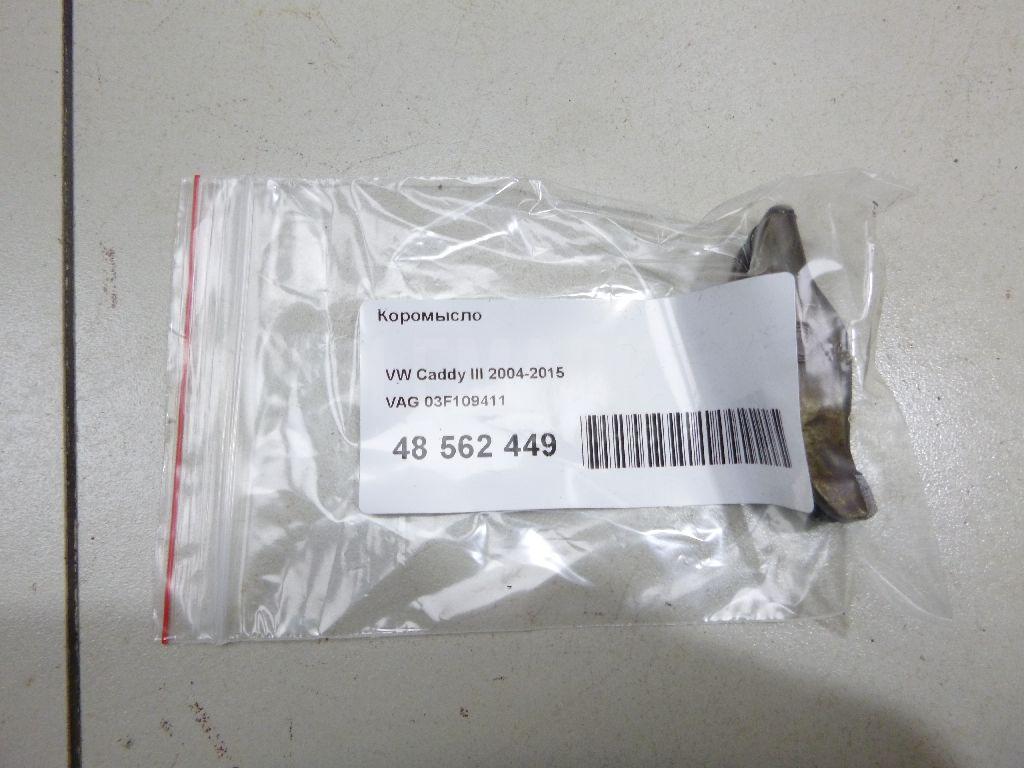 Коромысло
VW Caddy III 2004-2015
VAG 03F109411
48 562 449